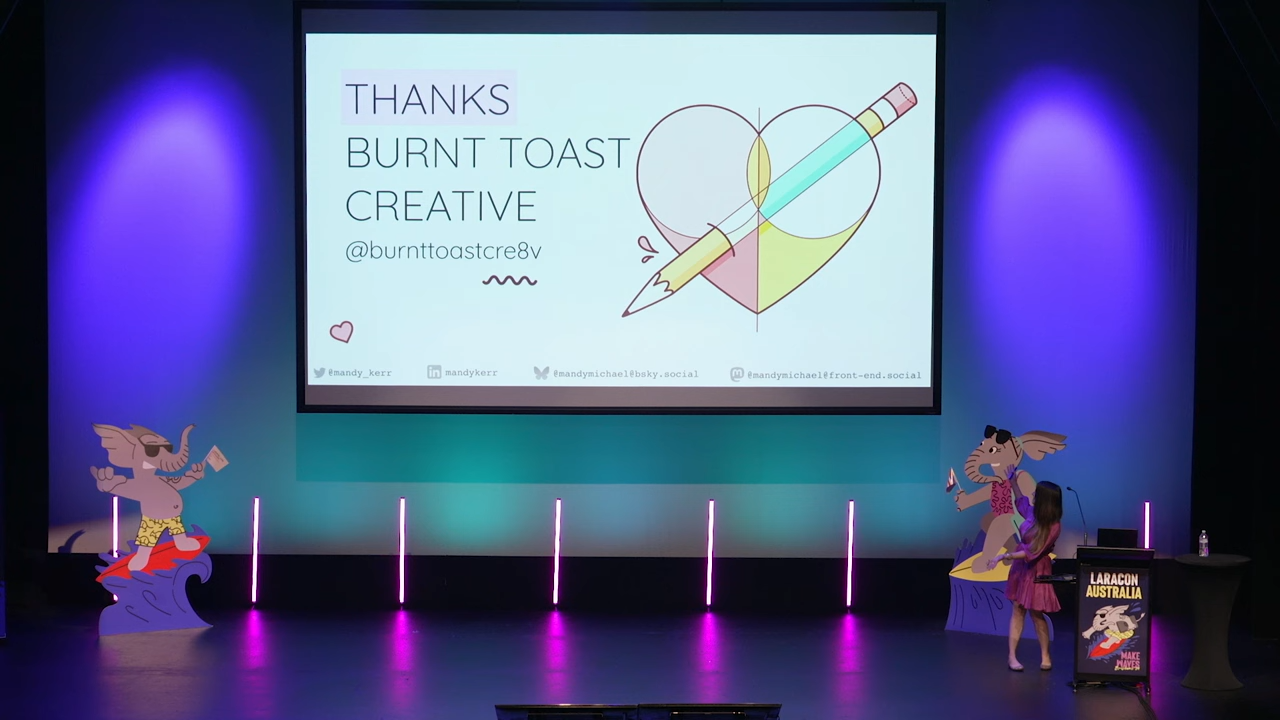 THANKS
BURNT TOAST
CREATIVE
@burnttoastcre8v
@mandy_kerr
mandykerr
@mandymichael@bsky.social
@mandymichael@front-end.social
LARACON
AUSTRALIA
MAKE
WAVES